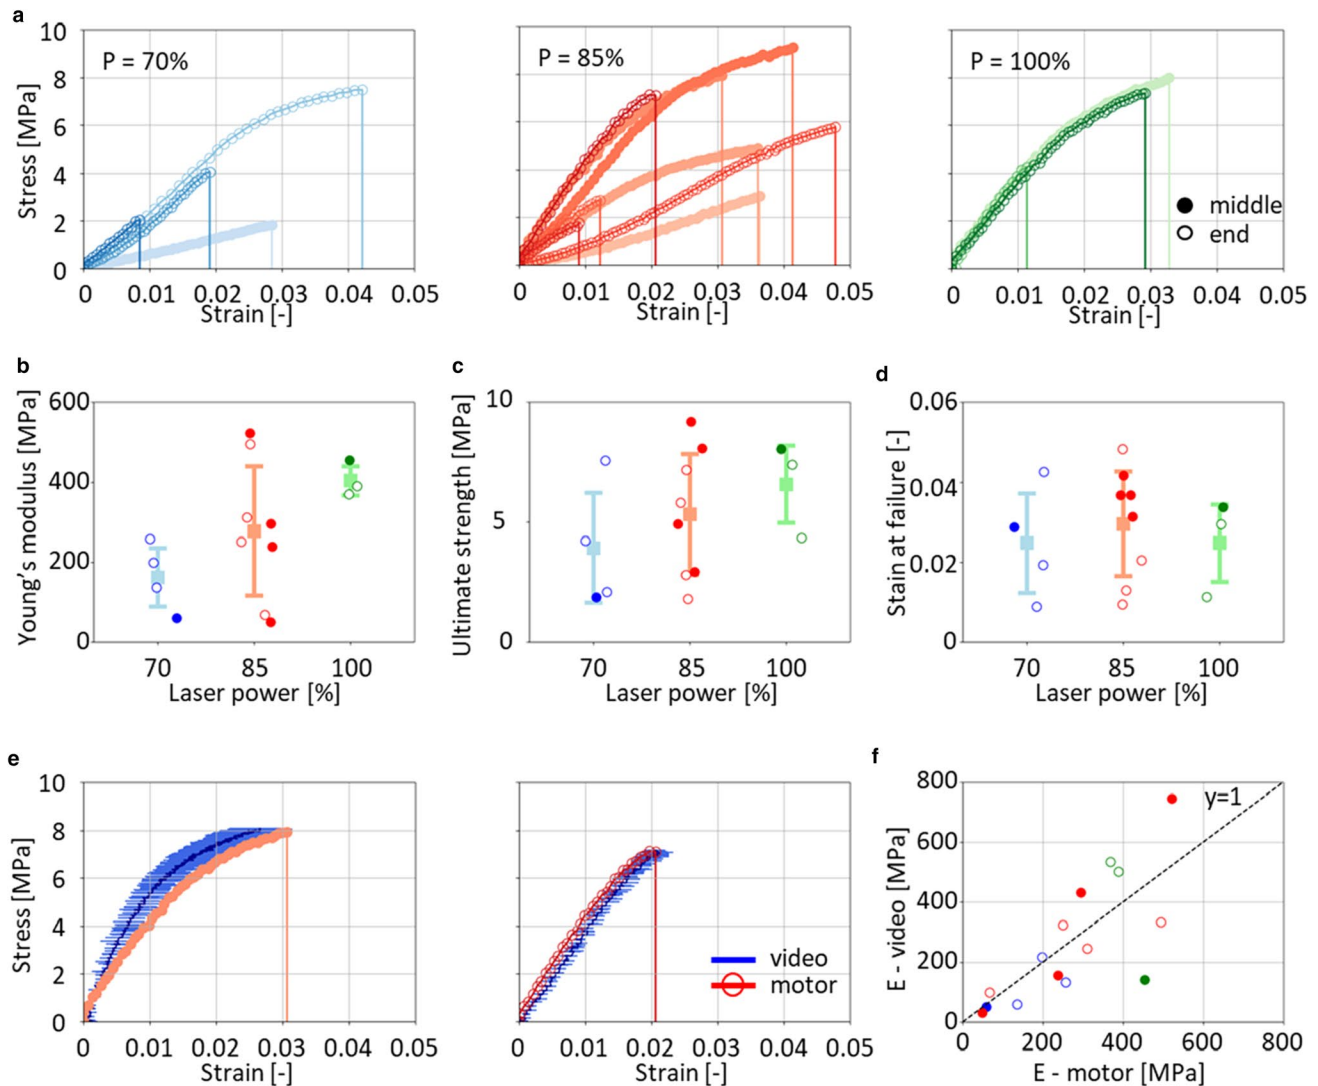 a
10
8
6
4
2
0
Stress [MPa]
P = 70%
0 0.01 0.02 0.03 0.04 0.05
Strain [-]
P = 85%
0 0.01 0.02 0.03 0.04 0.05
Strain [-]
P = 100%
middle
end
0 0.01 0.02 0.03 0.04 0.05
Strain [-]
b
600
400
200
0
Young's modulus [MPa]
70 85 100
Laser power [%]
c
10
5
0
Ultimate strength [MPa]
70 85 100
Laser power [%]
d
0.06
0.04
0.02
0
Stain at failure [-]
70 85 100
Laser power [%]
e
10
8
6
4
2
0
Stress [MPa]
0 0.01 0.02 0.03 0.04 0.05
Strain [-]
video
motor
0 0.01 0.02 0.03 0.04 0.05
Strain [-]
f
800
600
400
200
0
E - video [MPa]
y=1
0 200 400 600 800
E - motor [MPa]